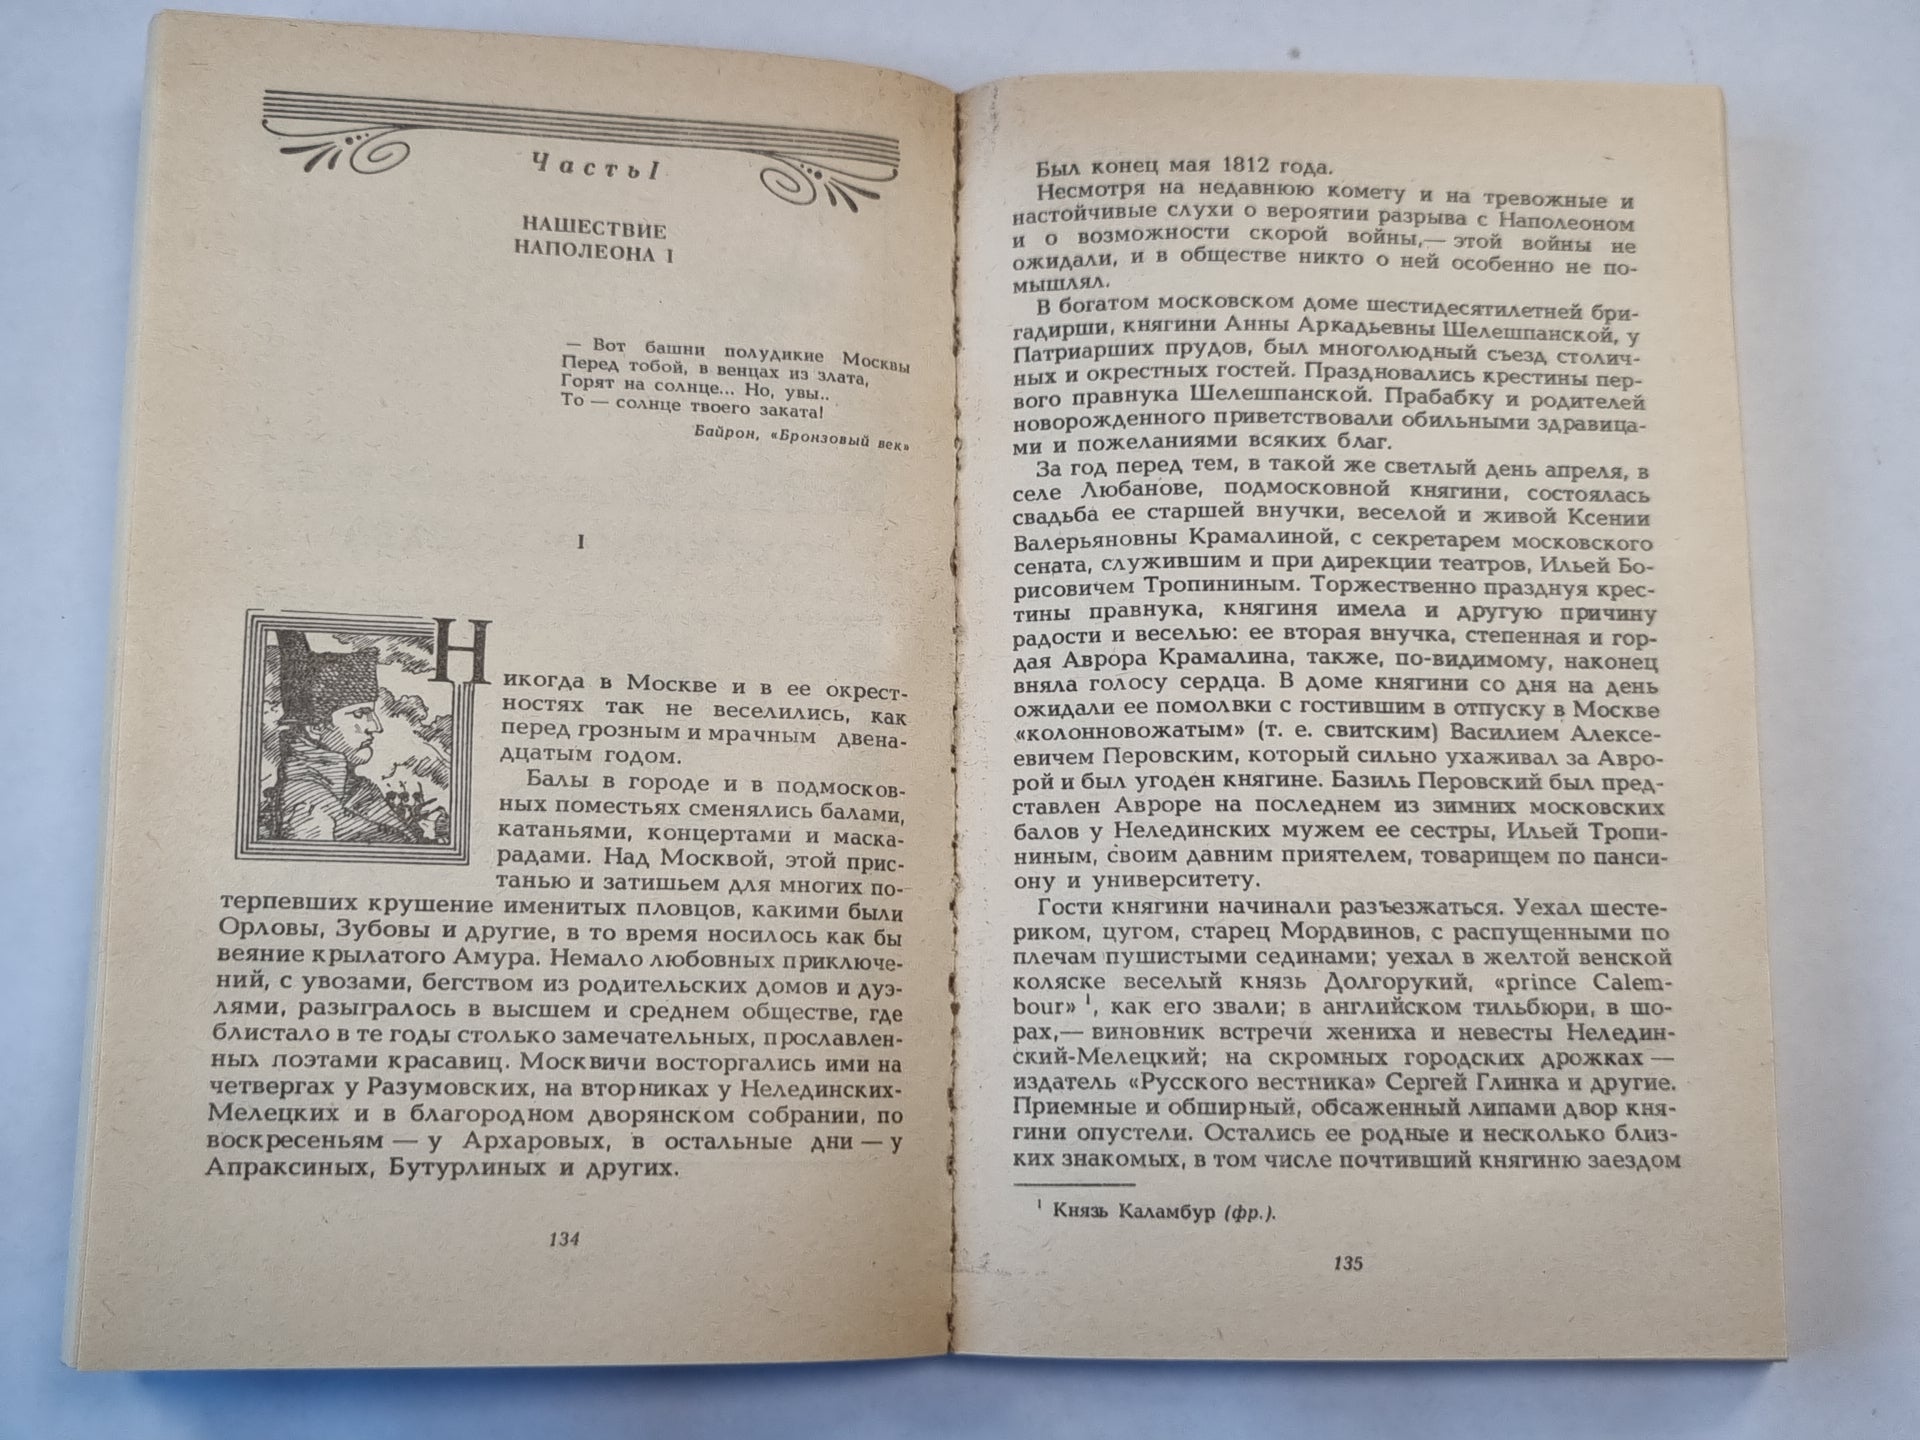 Часть I
НАШЕСТВИЕ
НАПОЛЕОНА I
— Вот башни полудикие Москвы
Перед тобой, в венцах из злата,
Горят на солнце... Но, увы..
То — солнце твоего заката!
Байрон, «Бронзовый век»
I
Никогда в Москве и в ее окрест-
ностях так не веселились, как
перед грозным и мрачным двена-
дцатым годом.
Балы в городе и в подмосков-
ных поместьях сменялись балами,
катаньями, концертами и маска-
радами. Над Москвой, этой прис-
танью и затишьем для многих по-
терпевших крушение именитых пловцов, какими были
Орловы, Зубовы и другие, в то время носилось как бы
веяние крылатого Амура. Немало любовных приключе-
ний, с увозами, бегством из родительских домов и дуэ-
лями, разыгралось в высшем и среднем обществе, где
блистало в те годы столько замечательных, прославлен-
ных поэтами красавиц. Москвичи восторгались ими на
четвергах у Разумовских, на вторниках у Нелединских-
Мелецких и в благородном дворянском собрании, по
воскресеньям — у Архаровых, в остальные дни — у
Апраксиных, Бутурлиных и других.
134
Был конец мая 1812 года.
Несмотря на недавнюю комету и на тревожные и
настойчивые слухи о вероятии разрыва с Наполеоном
и о возможности скорой войны,— этой войны не
ожидали, и в обществе никто о ней особенно не по-
мышлял.
В богатом московском доме шестидесятилетней бри-
гадирши, княгини Анны Аркадьевны Шелешпанской, у
Патриарших прудов, был многолюдный съезд столич-
ных и окрестных гостей. Праздновались крестины пер-
вого правнука Шелешпанской. Прабабку и родителей
новорожденного приветствовали обильными здравица-
ми и пожеланиями всяких благ.
За год перед тем, в такой же светлый день апреля, в
селе Любанове, подмосковной княгини, состоялась
свадьба ее старшей внучки, веселой и живой Ксении
Валерьяновны Крамалиной, с секретарем московского
сената, служившим и при дирекции театров, Ильей Бо-
рисовичем Тропининым. Торжественно празднуя крес-
тины правнука, княгиня имела и другую причину
радости и веселью: ее вторая внучка, степенная и гор-
дая Аврора Крамалина, также, по-видимому, наконец
вняла голосу сердца. В доме княгини со дня на день
ожидали ее помолвки с гостившим в отпуску в Москве
«колонновожатым» (т. е. свитским) Василием Алексе-
евичем Перовским, который сильно ухаживал за Авро-
рой и был угоден княгине. Базиль Перовский был пред-
ставлен Авроре на последнем из зимних московских
балов у Нелединских мужем ее сестры, Ильей Тропи-
ниным, своим давним приятелем, товарищем по панси-
ону и университету.
Гости княгини начинали разъезжаться. Уехал шесте-
риком, цугом, старец Мордвинов, с распущенными по
плечам пушистыми сединами; уехал в желтой венской
коляске веселый князь Долгорукий, «prince Calem-
bour» ¹, как его звали; в английском тильбюри, в шо-
рах,— виновник встречи жениха и невесты Нелединс-
ский-Мелецкий; на скромных городских дрожках —
издатель «Русского вестника» Сергей Глинка и другие.
Приемные и обширный, обсаженный липами двор кня-
гини опустели. Остались ее родные и несколько близ-
ких знакомых, в том числе почтивший княгиню заездом
¹ Князь Каламбур (фр.).
135